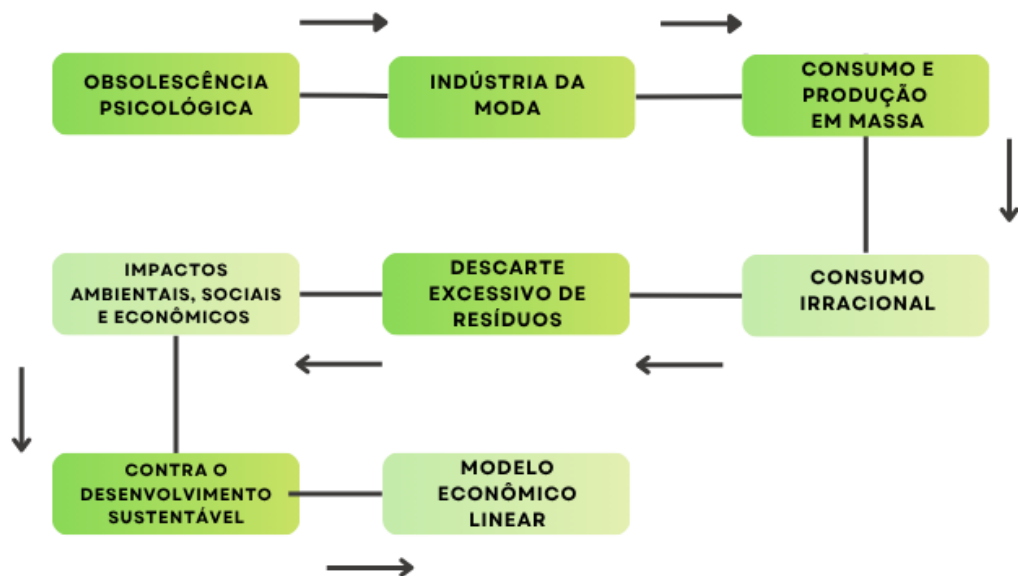 OBSOLESCÊNCIA
PSICOLÓGICA
INDÚSTRIA DA
MODA
CONSUMO E
PRODUÇÃO
EM MASSA
CONSUMO
IRRACIONAL
DESCARTE
EXCESSIVO DE
RESÍDUOS
IMPACTOS
AMBIENTAIS, SOCIAIS
E ECONÔMICOS
CONTRA O
DESENVOLVIMENTO
SUSTENTÁVEL
MODELO
ECONÔMICO
LINEAR